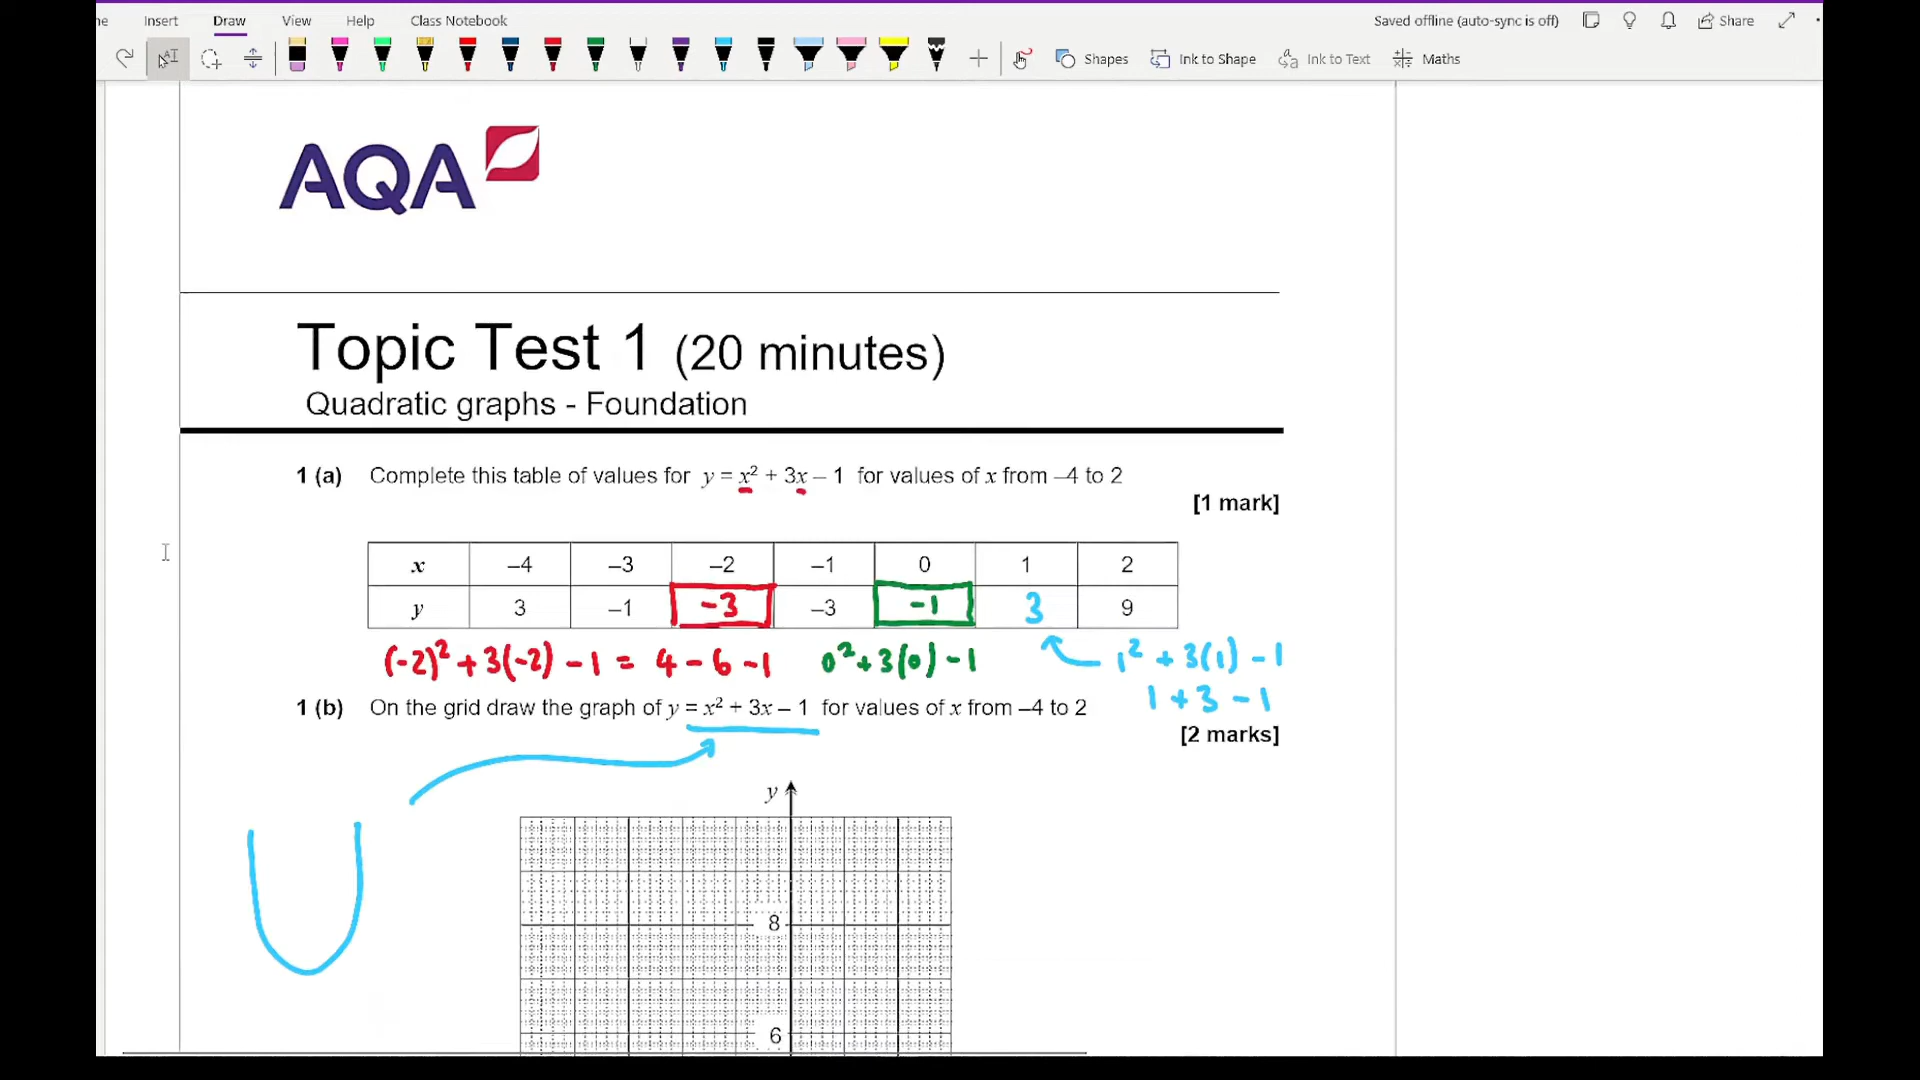 Insert Draw View Help Class Notebook Saved offline (auto-sync is off) Share
Shapes Ink to Shape Ink to Text Maths
AQA
Topic Test 1 (20 minutes)
Quadratic graphs - Foundation
1 (a) Complete this table of values for y = x² + 3x – 1 for values of x from –4 to 2
[1 mark]
x –4 –3 –2 –1 0 1 2
y 3 –1 -3 –3 -1 3 9
(-2)² + 3(-2) - 1 = 4 - 6 - 1 0² + 3(0) - 1 1² + 3(1) - 1
1 + 3 - 1
1 (b) On the grid draw the graph of y = x² + 3x – 1 for values of x from –4 to 2
[2 marks]
y
8
6